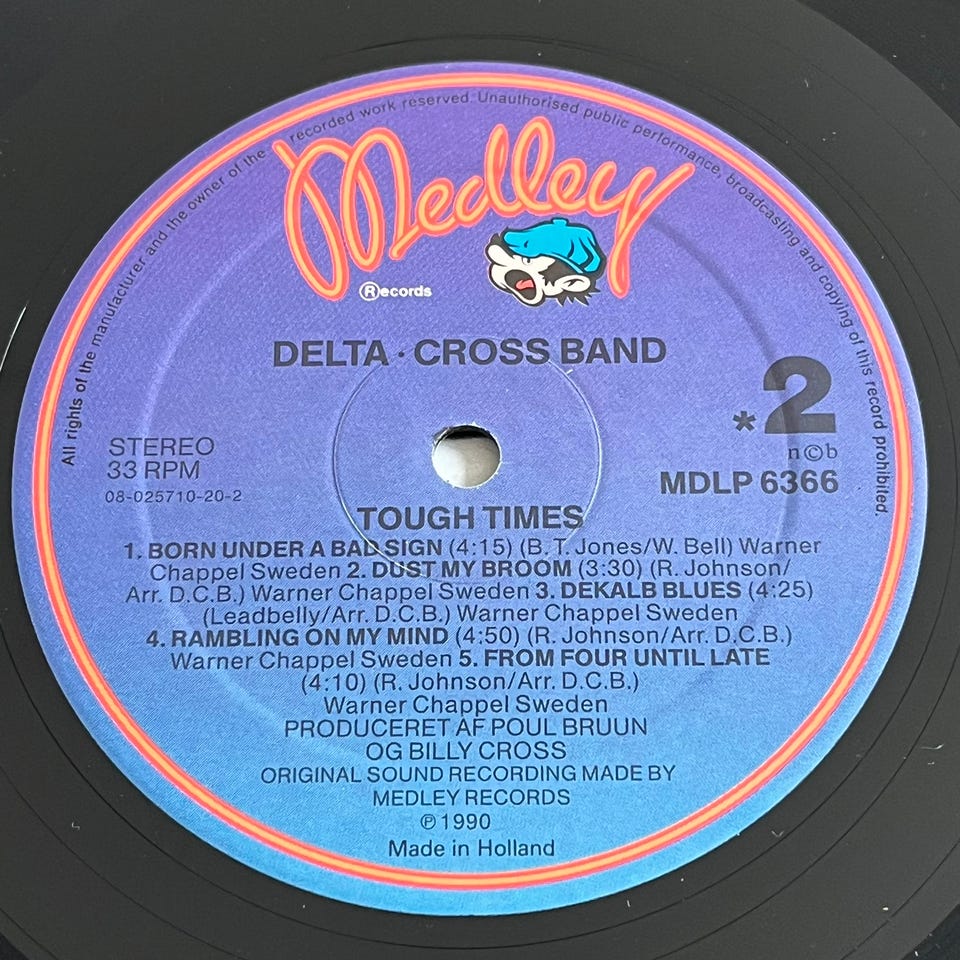 All rights of the manufacturer and the owner of the recorded work reserved. Unauthorised public performance, broadcasting and copying of this record prohibited.
Medley
Records
DELTA · CROSS BAND
*2
n©b
STEREO
33 RPM
MDLP 6366
08-025710-20-2
TOUGH TIMES
1. BORN UNDER A BAD SIGN (4:15) (B. T. Jones/W. Bell) Warner
Chappel Sweden 2. DUST MY BROOM (3:30) (R. Johnson/
Arr. D.C.B.) Warner Chappel Sweden 3. DEKALB BLUES (4:25)
(Leadbelly/Arr. D.C.B.) Warner Chappel Sweden
4. RAMBLING ON MY MIND (4:50) (R. Johnson/Arr. D.C.B.)
Warner Chappel Sweden 5. FROM FOUR UNTIL LATE
(4:10) (R. Johnson/Arr. D.C.B.)
Warner Chappel Sweden
PRODUCERET AF POUL BRUUN
OG BILLY CROSS
ORIGINAL SOUND RECORDING MADE BY
MEDLEY RECORDS
℗ 1990
Made in Holland